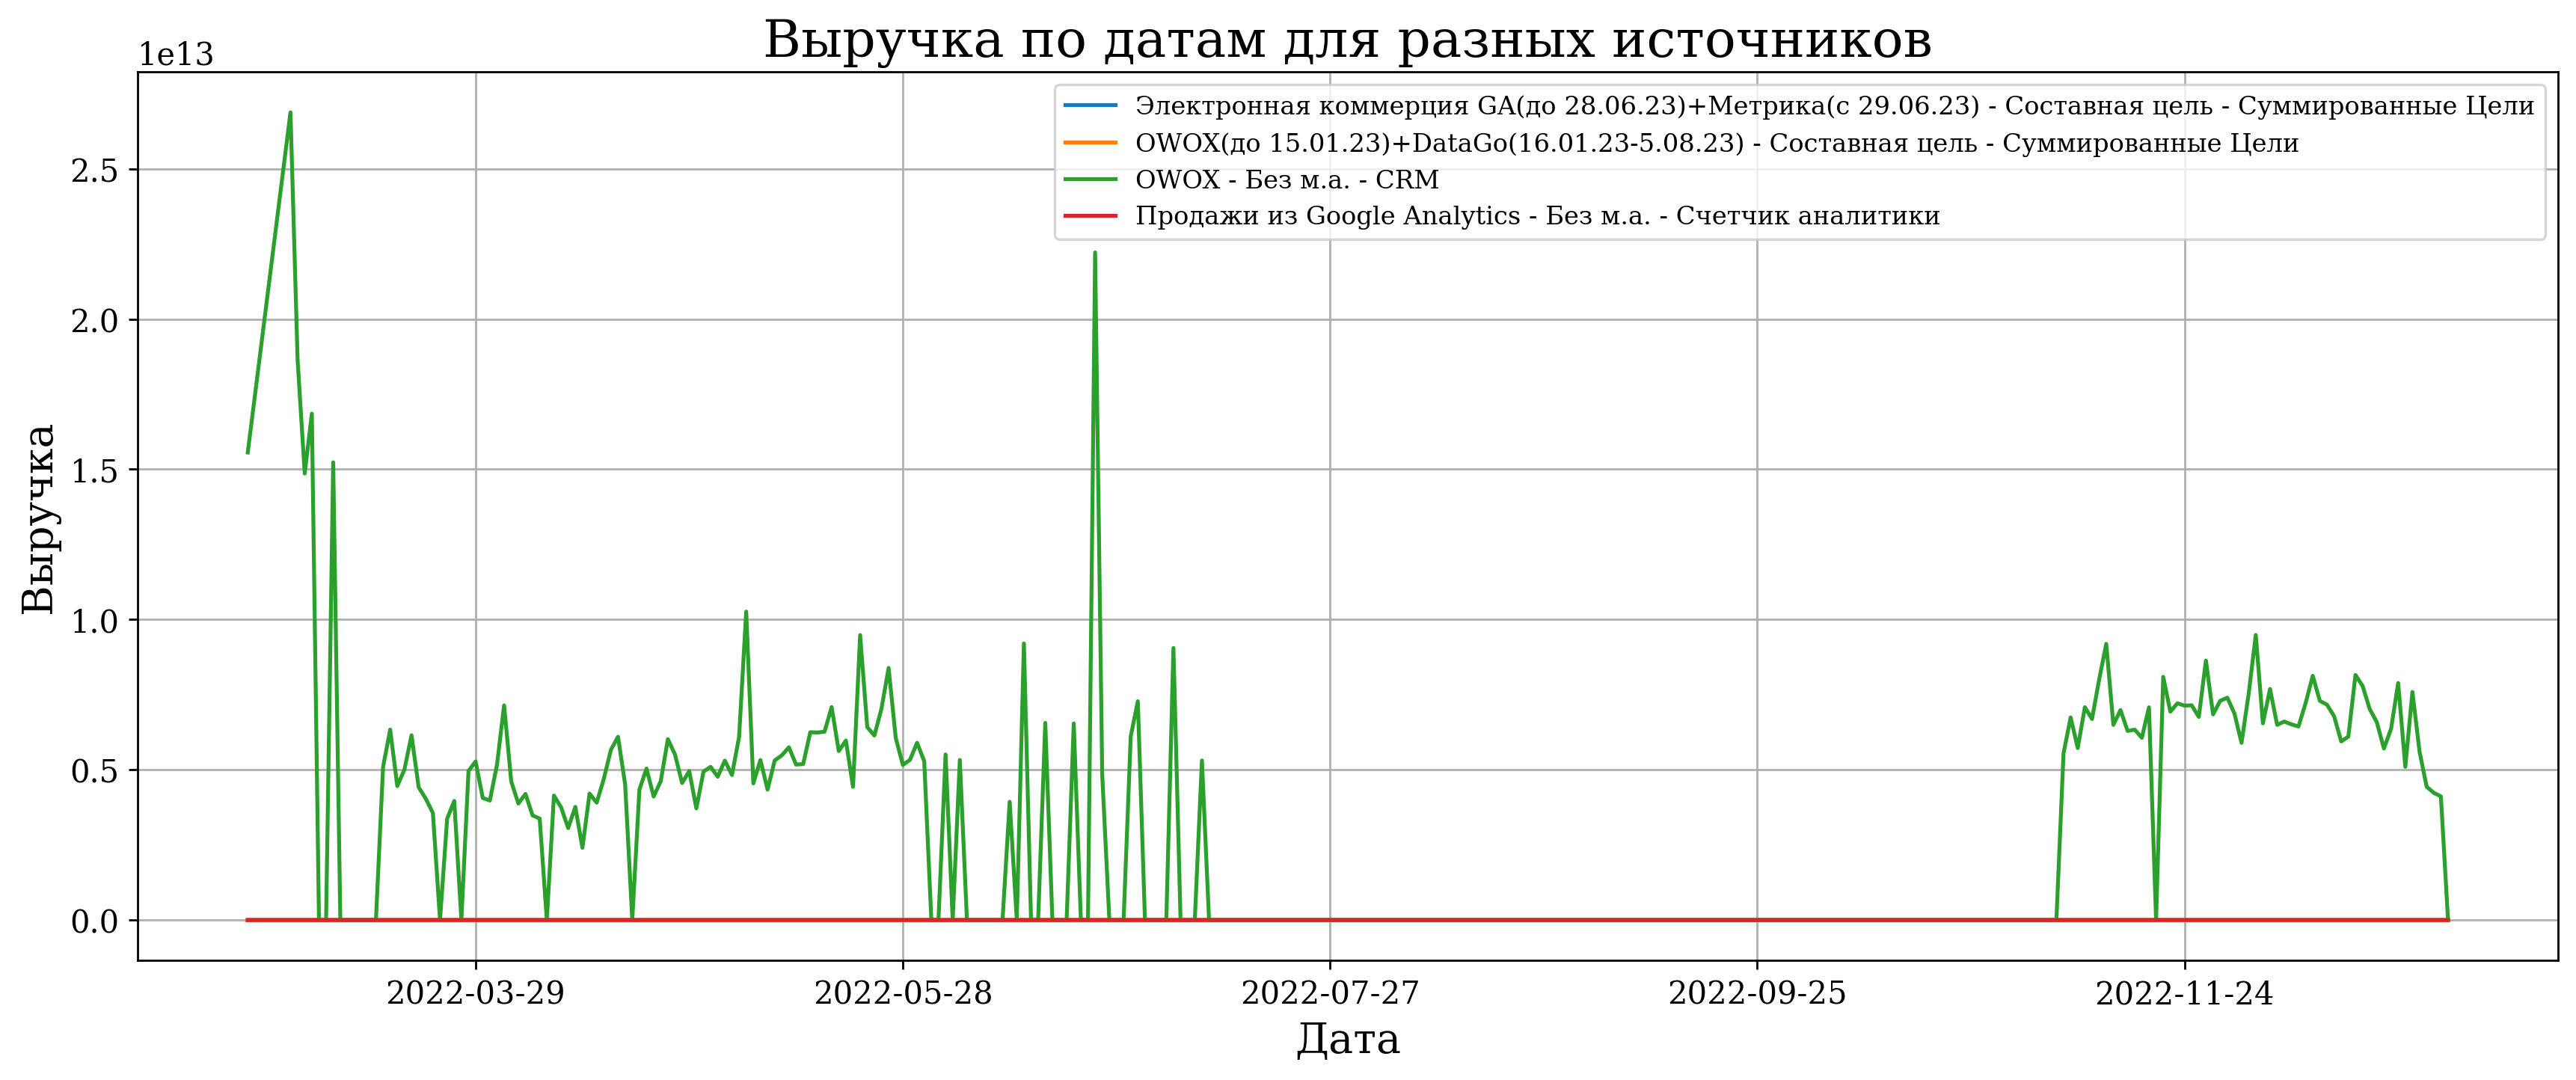 Выручка по датам для разных источников
1e13
Электронная коммерция GA(до 28.06.23)+Метрика(с 29.06.23) - Составная цель - Суммированные Цели
OWOX(до 15.01.23)+DataGo(16.01.23-5.08.23) - Составная цель - Суммированные Цели
OWOX - Без м.а. - CRM
Продажи из Google Analytics - Без м.а. - Счетчик аналитики
2.5
2.0
1.5
1.0
0.5
0.0
Выручка
2022-03-29 2022-05-28 2022-07-27 2022-09-25 2022-11-24
Дата